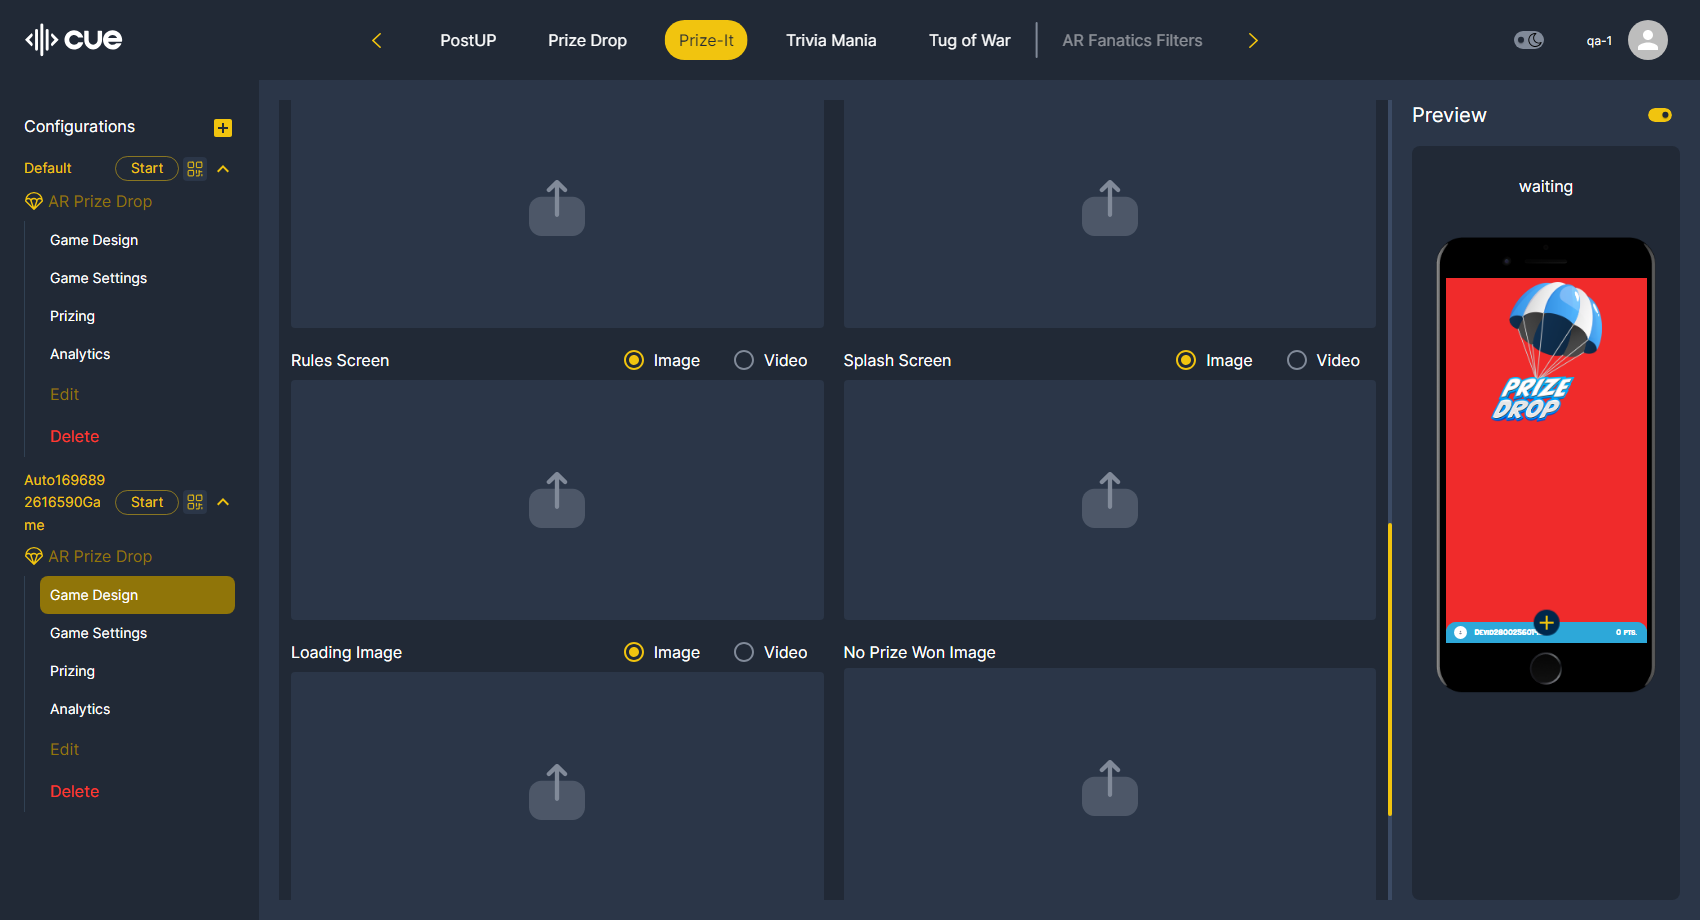 cue
PostUP
Prize Drop
Prize-It
Trivia Mania
Tug of War
AR Fanatics Filters
qa-1
Configurations
Default
Start
AR Prize Drop
Game Design
Game Settings
Prizing
Analytics
Edit
Delete
Auto169689
2616590Ga
me
Start
AR Prize Drop
Game Design
Game Settings
Prizing
Analytics
Edit
Delete
Rules Screen
Image
Video
Splash Screen
Image
Video
Loading Image
Image
Video
No Prize Won Image
Preview
waiting
PRIZE
DROP
0 PTS.